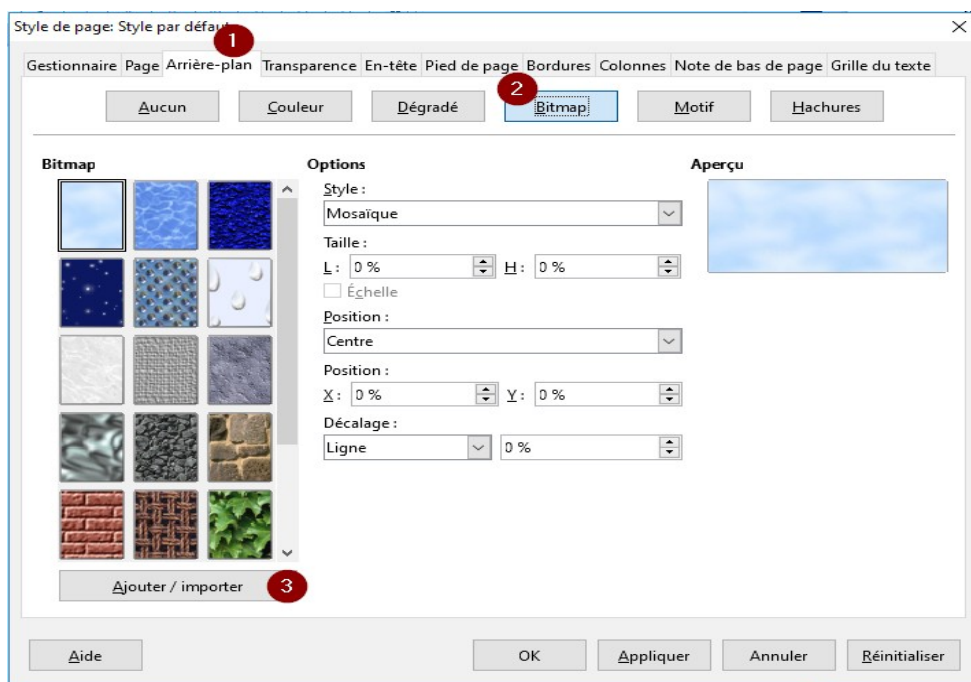 Style de page: Style par défaut
1
Gestionnaire Page Arrière-plan Transparence En-tête Pied de page Bordures Colonnes Note de bas de page Grille du texte
2
Aucun Couleur Dégradé Bitmap Motif Hachures
Bitmap Options Aperçu
Style :
Mosaïque
Taille :
L : 0 % H : 0 %
Échelle
Position :
Centre
Position :
X : 0 % Y : 0 %
Décalage :
Ligne 0 %
Ajouter / importer 3
Aide OK Appliquer Annuler Réinitialiser